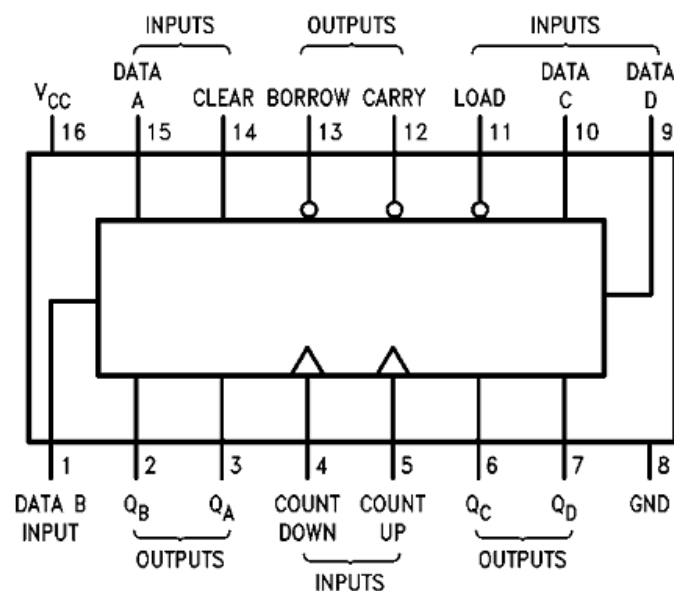 INPUTS OUTPUTS INPUTS
DATA DATA DATA
VCC A CLEAR BORROW CARRY LOAD C D
16 15 14 13 12 11 10 9
1 2 3 4 5 6 7 8
DATA B QB QA COUNT COUNT QC QD GND
INPUT DOWN UP
OUTPUTS OUTPUTS
INPUTS